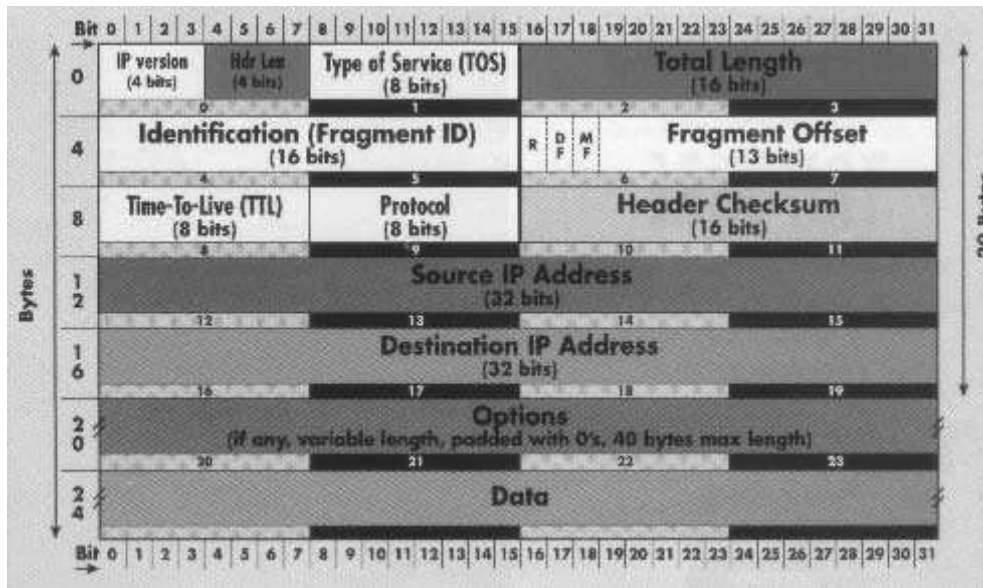 Bit 0 1 2 3 4 5 6 7 8 9 10 11 12 13 14 15 16 17 18 19 20 21 22 23 24 25 26 27 28 29 30 31
0 IP version Hdr Len Type of Service (TOS) Total Length
(4 bits) (4 bits) (8 bits) (16 bits)
0 1 2 3
4 Identification (Fragment ID) R DF MF Fragment Offset
(16 bits) (13 bits)
4 5 6 7
8 Time-To-Live (TTL) Protocol Header Checksum
(8 bits) (8 bits) (16 bits)
8 9 10 11
12 Source IP Address
(32 bits)
12 13 14 15
16 Destination IP Address
(32 bits)
16 17 18 19
20 Options
(if any, variable length, padded with 0's, 40 bytes max length)
20 21 22 23
24 Data
Bit 0 1 2 3 4 5 6 7 8 9 10 11 12 13 14 15 16 17 18 19 20 21 22 23 24 25 26 27 28 29 30 31
Bytes
20 Bytes